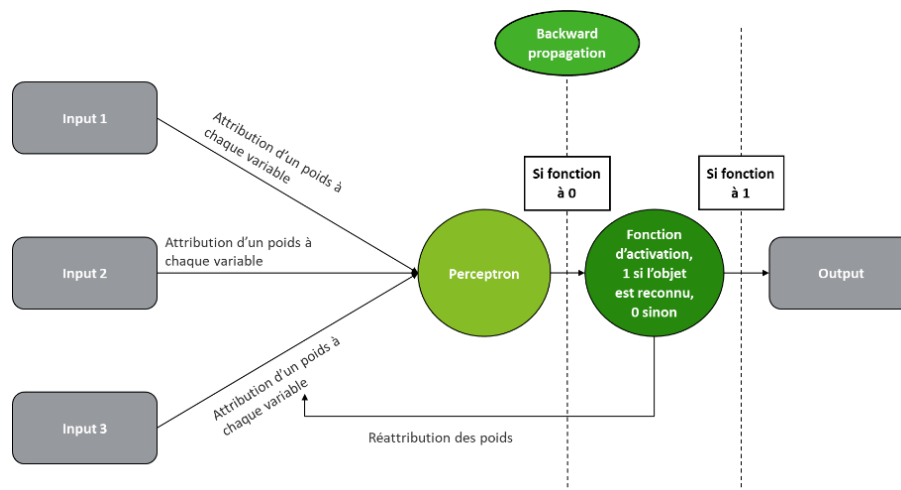 Backward
propagation
Input 1
Attribution d'un poids à
chaque variable
Si fonction
à 0
Si fonction
à 1
Input 2
Attribution d'un poids à
chaque variable
Perceptron
Fonction
d'activation,
1 si l'objet
est reconnu,
0 sinon
Output
Input 3
Attribution d'un poids à
chaque variable
Réattribution des poids